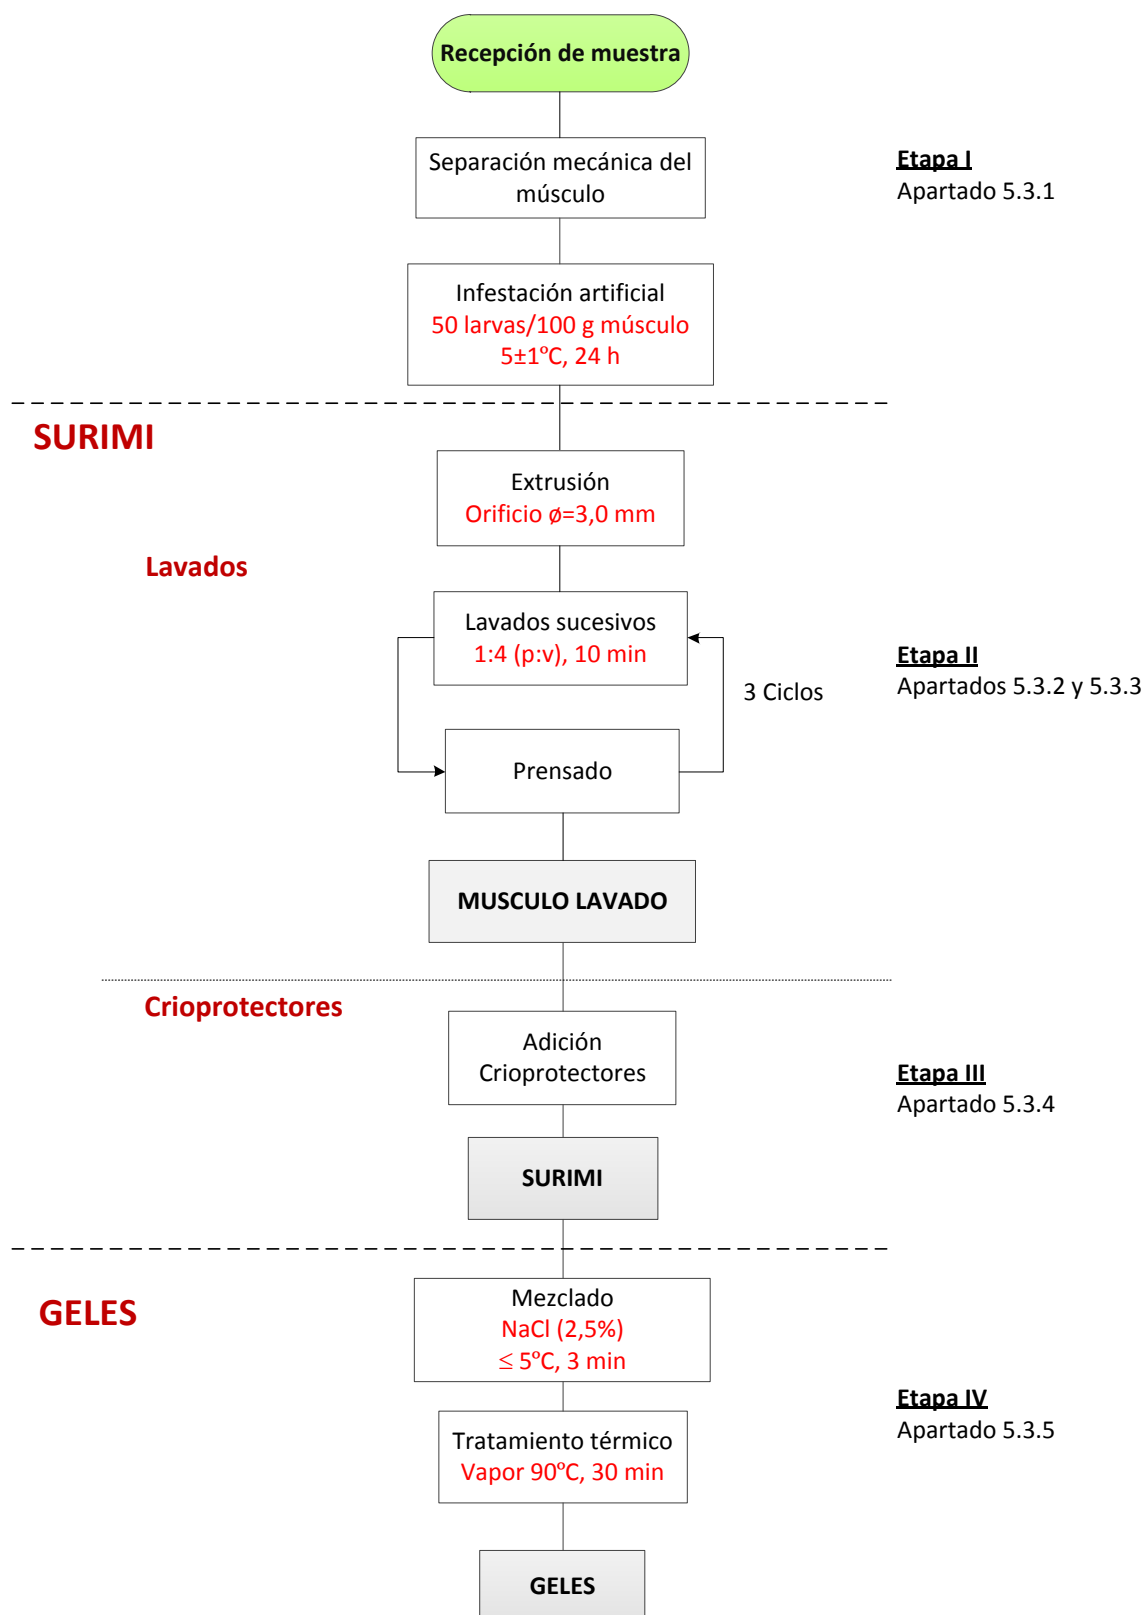 Recepción de muestra
Separación mecánica del
músculo
Etapa I
Apartado 5.3.1
Infestación artificial
50 larvas/100 g músculo
5±1ºC, 24 h
SURIMI
Extrusión
Orificio ø=3,0 mm
Lavados
Lavados sucesivos
1:4 (p:v), 10 min
Etapa II
Apartados 5.3.2 y 5.3.3
3 Ciclos
Prensado
MUSCULO LAVADO
Crioprotectores
Adición
Crioprotectores
Etapa III
Apartado 5.3.4
SURIMI
GELES
Mezclado
NaCl (2,5%)
≤ 5ºC, 3 min
Etapa IV
Apartado 5.3.5
Tratamiento térmico
Vapor 90ºC, 30 min
GELES